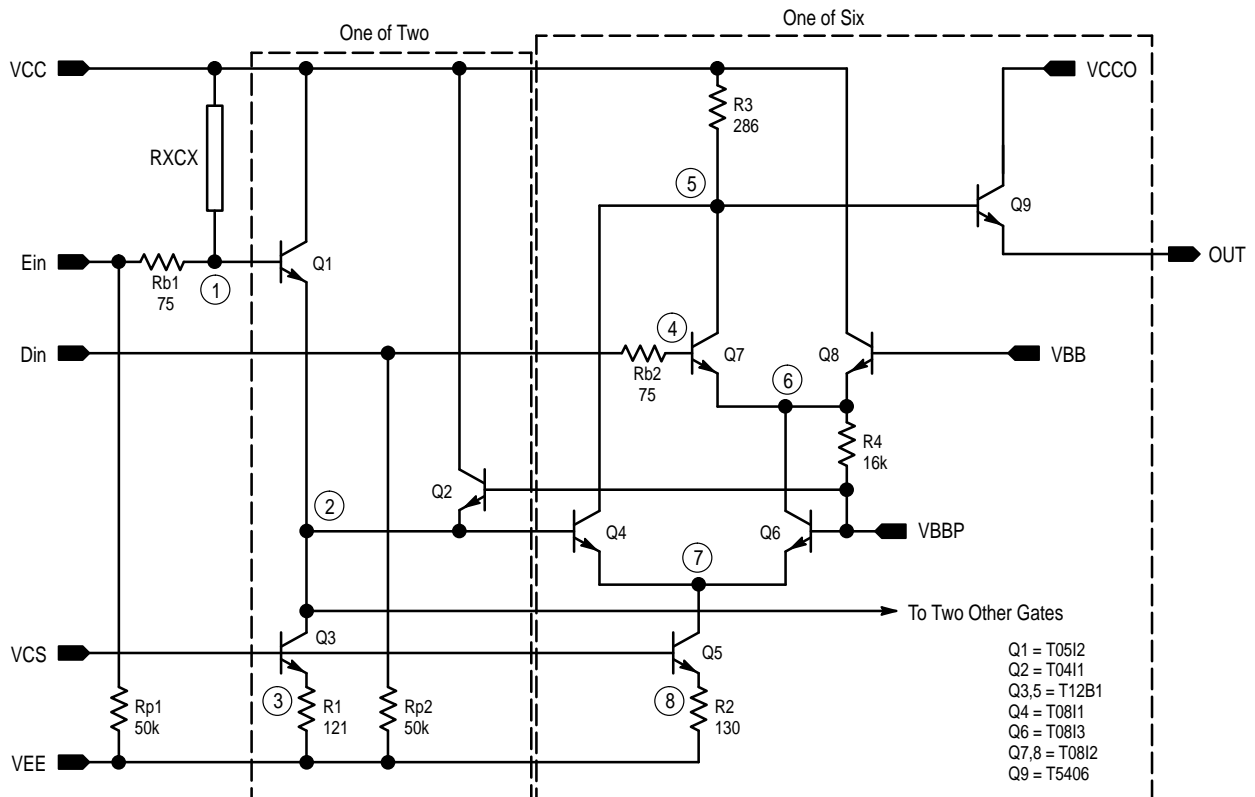 One of Two
One of Six
VCC
VCCO
R3
286
RXCX
5
Q9
Ein
Rb1
75
1
Q1
OUT
Din
4
Rb2
75
Q7
Q8
VBB
6
R4
16k
Q2
2
Q4
Q6
VBBP
7
To Two Other Gates
VCS
Q3
Q5
3
8
Rp1
50k
R1
121
Rp2
50k
R2
130
VEE
Q1 = T05I2
Q2 = T04I1
Q3,5 = T12B1
Q4 = T08I1
Q6 = T08I3
Q7,8 = T08I2
Q9 = T5406